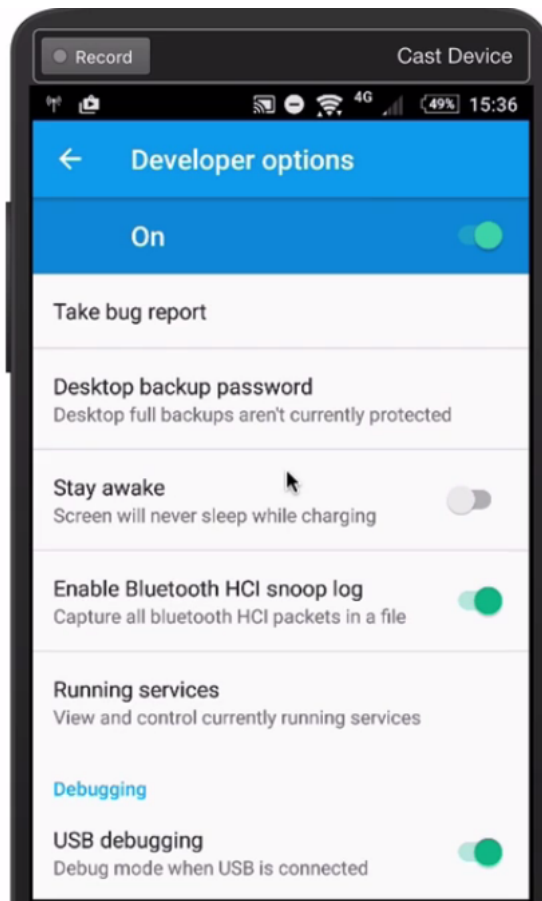 Record
Cast Device
4G 49% 15:36
Developer options
On
Take bug report
Desktop backup password
Desktop full backups aren't currently protected
Stay awake
Screen will never sleep while charging
Enable Bluetooth HCI snoop log
Capture all bluetooth HCI packets in a file
Running services
View and control currently running services
Debugging
USB debugging
Debug mode when USB is connected